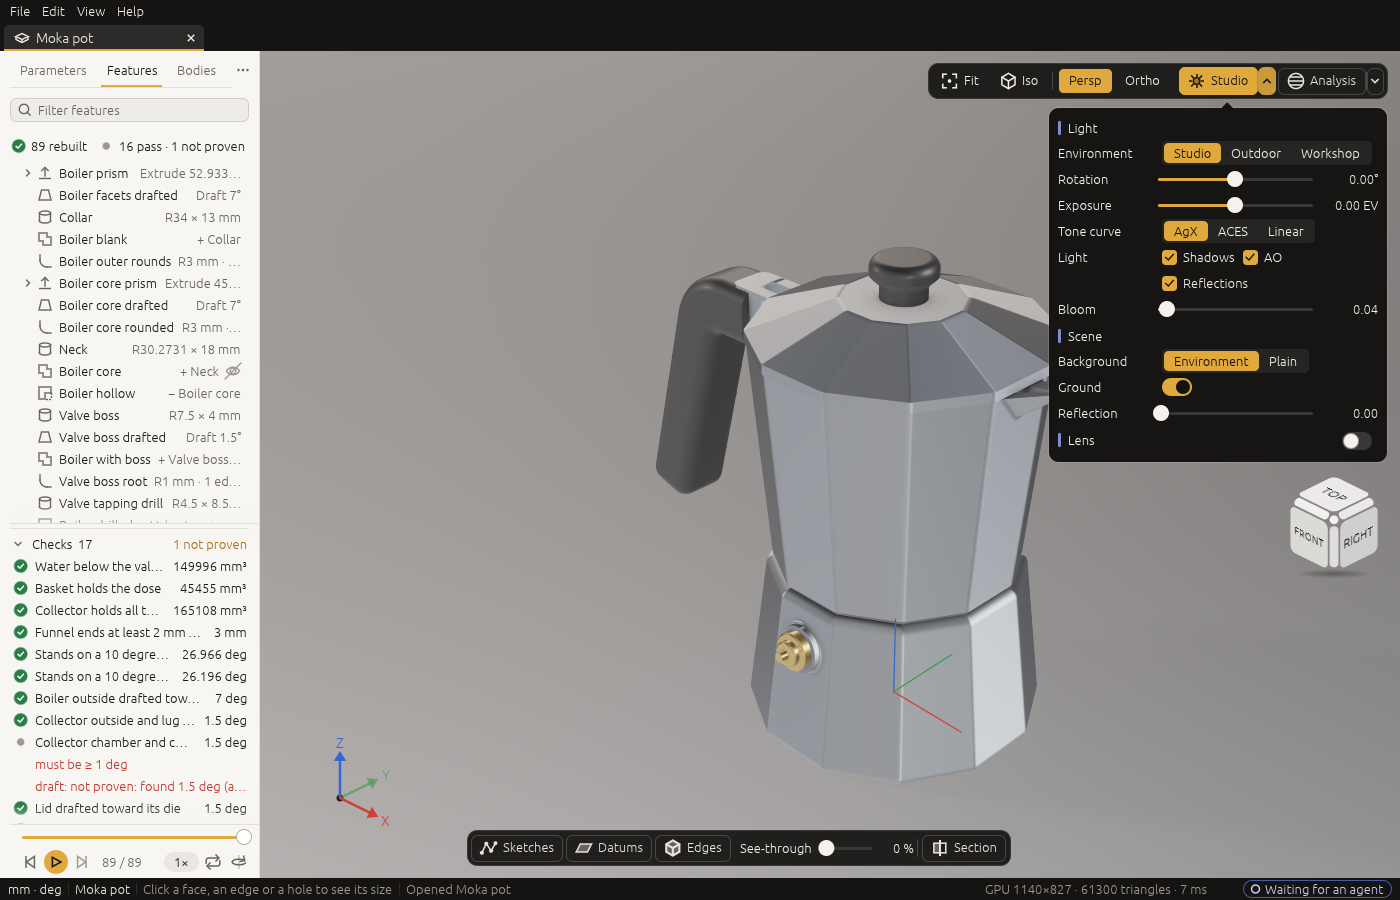 File Edit View Help
Moka pot
Parameters Features Bodies
Filter features
89 rebuilt 16 pass · 1 not proven
Boiler prism Extrude 52.933…
Boiler facets drafted Draft 7°
Collar R34 × 13 mm
Boiler blank + Collar
Boiler outer rounds R3 mm · …
Boiler core prism Extrude 45…
Boiler core drafted Draft 7°
Boiler core rounded R3 mm ·…
Neck R30.2731 × 18 mm
Boiler core + Neck
Boiler hollow – Boiler core
Valve boss R7.5 × 4 mm
Valve boss drafted Draft 1.5°
Boiler with boss + Valve boss…
Valve boss root R1 mm · 1 ed…
Valve tapping drill R4.5 × 8.5…
Checks 17 1 not proven
Water below the val… 149996 mm³
Basket holds the dose 45455 mm³
Collector holds all t… 165108 mm³
Funnel ends at least 2 mm … 3 mm
Stands on a 10 degre… 26.966 deg
Stands on a 10 degre… 26.196 deg
Boiler outside drafted tow… 7 deg
Collector outside and lug … 1.5 deg
Collector chamber and c… 1.5 deg
must be ≥ 1 deg
draft: not proven: found 1.5 deg (a…
Lid drafted toward its die 1.5 deg
89 / 89 1×
Fit Iso Persp Ortho Studio Analysis
Light
Environment Studio Outdoor Workshop
Rotation 0.00°
Exposure 0.00 EV
Tone curve AgX ACES Linear
Light Shadows AO
Reflections
Bloom 0.04
Scene
Background Environment Plain
Ground
Reflection 0.00
Lens
TOP
FRONT RIGHT
Z
Y
X
Sketches Datums Edges See-through 0 % Section
mm · deg Moka pot Click a face, an edge or a hole to see its size Opened Moka pot GPU 1140×827 · 61300 triangles · 7 ms Waiting for an agent